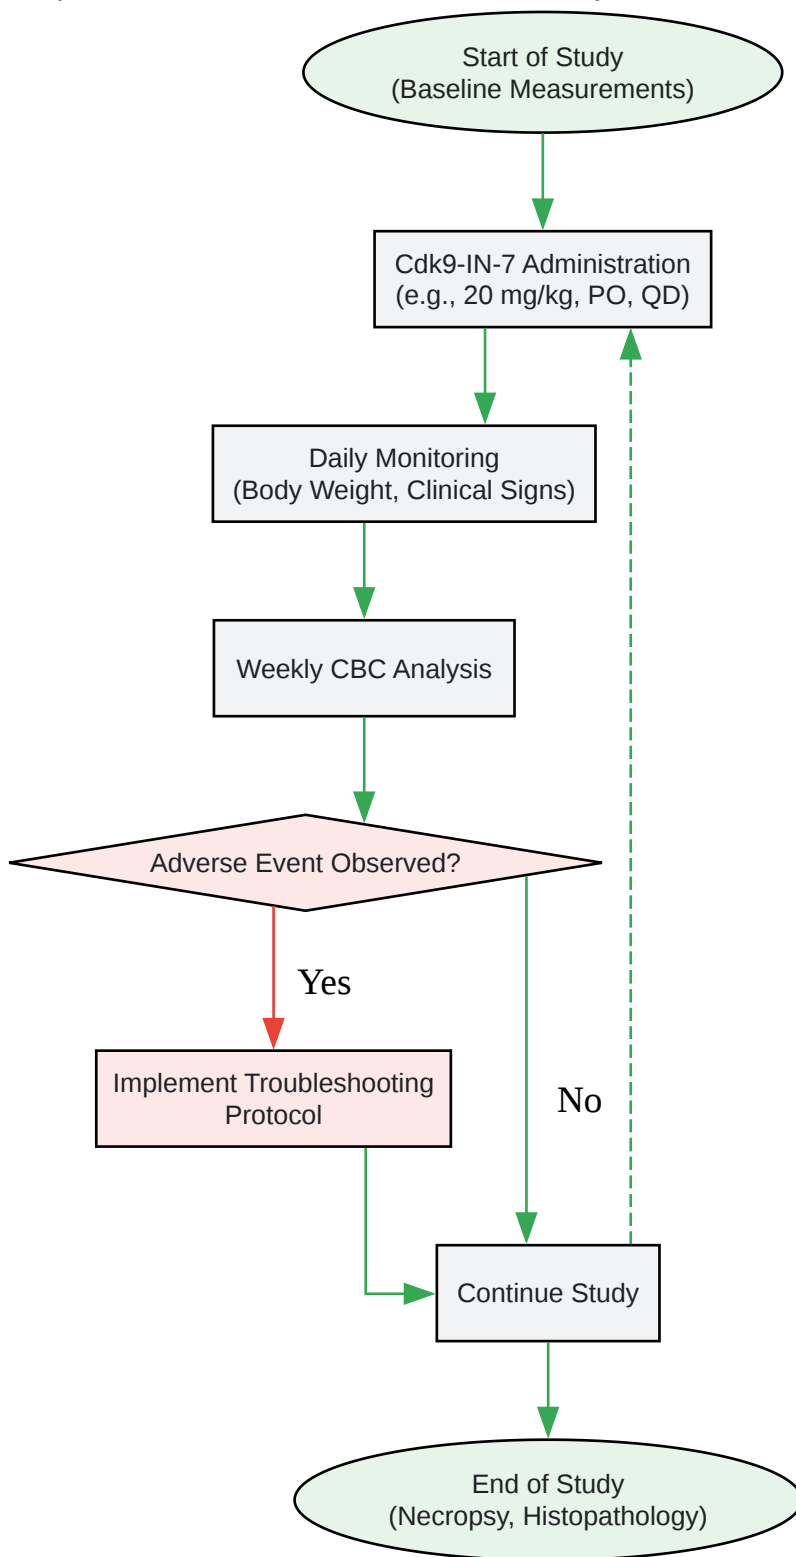 Start of Study
(Baseline Measurements)
Cdk9-IN-7 Administration
(e.g., 20 mg/kg, PO, QD)
Daily Monitoring
(Body Weight, Clinical Signs)
Weekly CBC Analysis
Adverse Event Observed?
Yes
Implement Troubleshooting
Protocol
No
Continue Study
End of Study
(Necropsy, Histopathology)